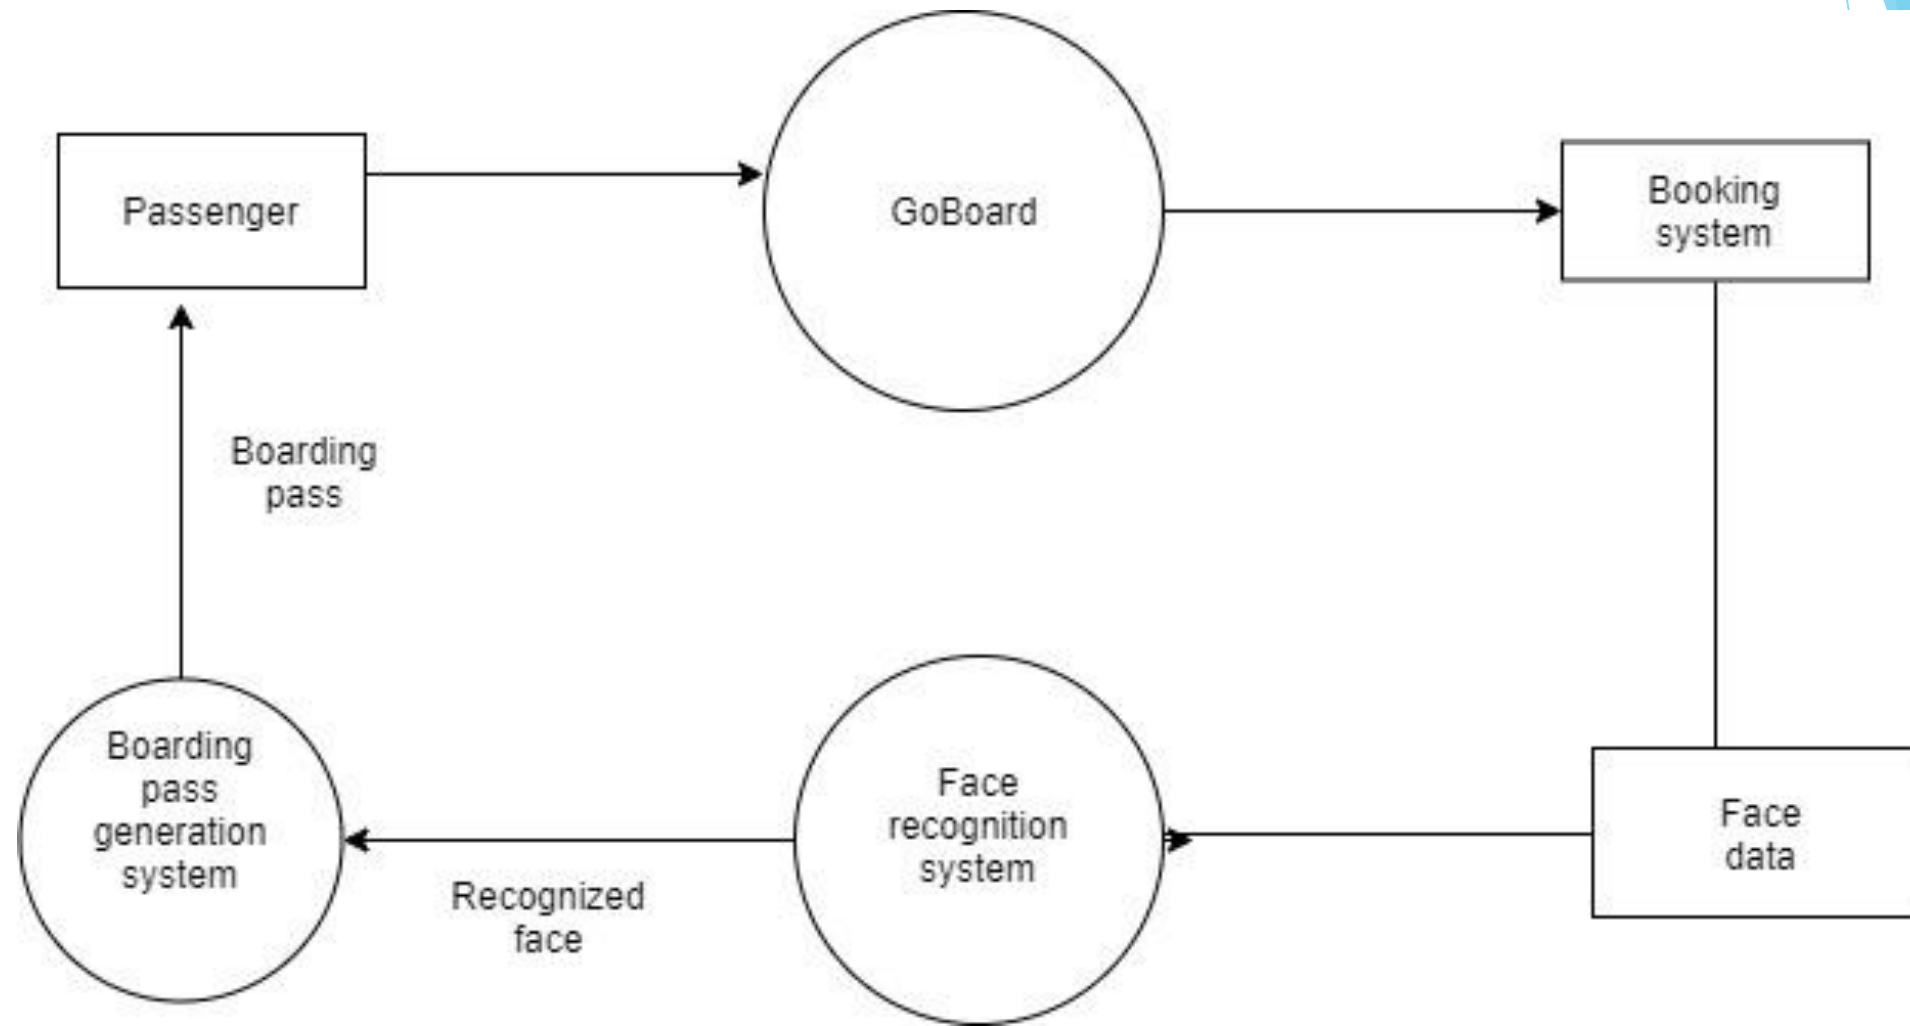 Passenger
GoBoard
Booking
system
Boarding
pass
Boarding
pass
generation
system
Recognized
face
Face
recognition
system
Face
data